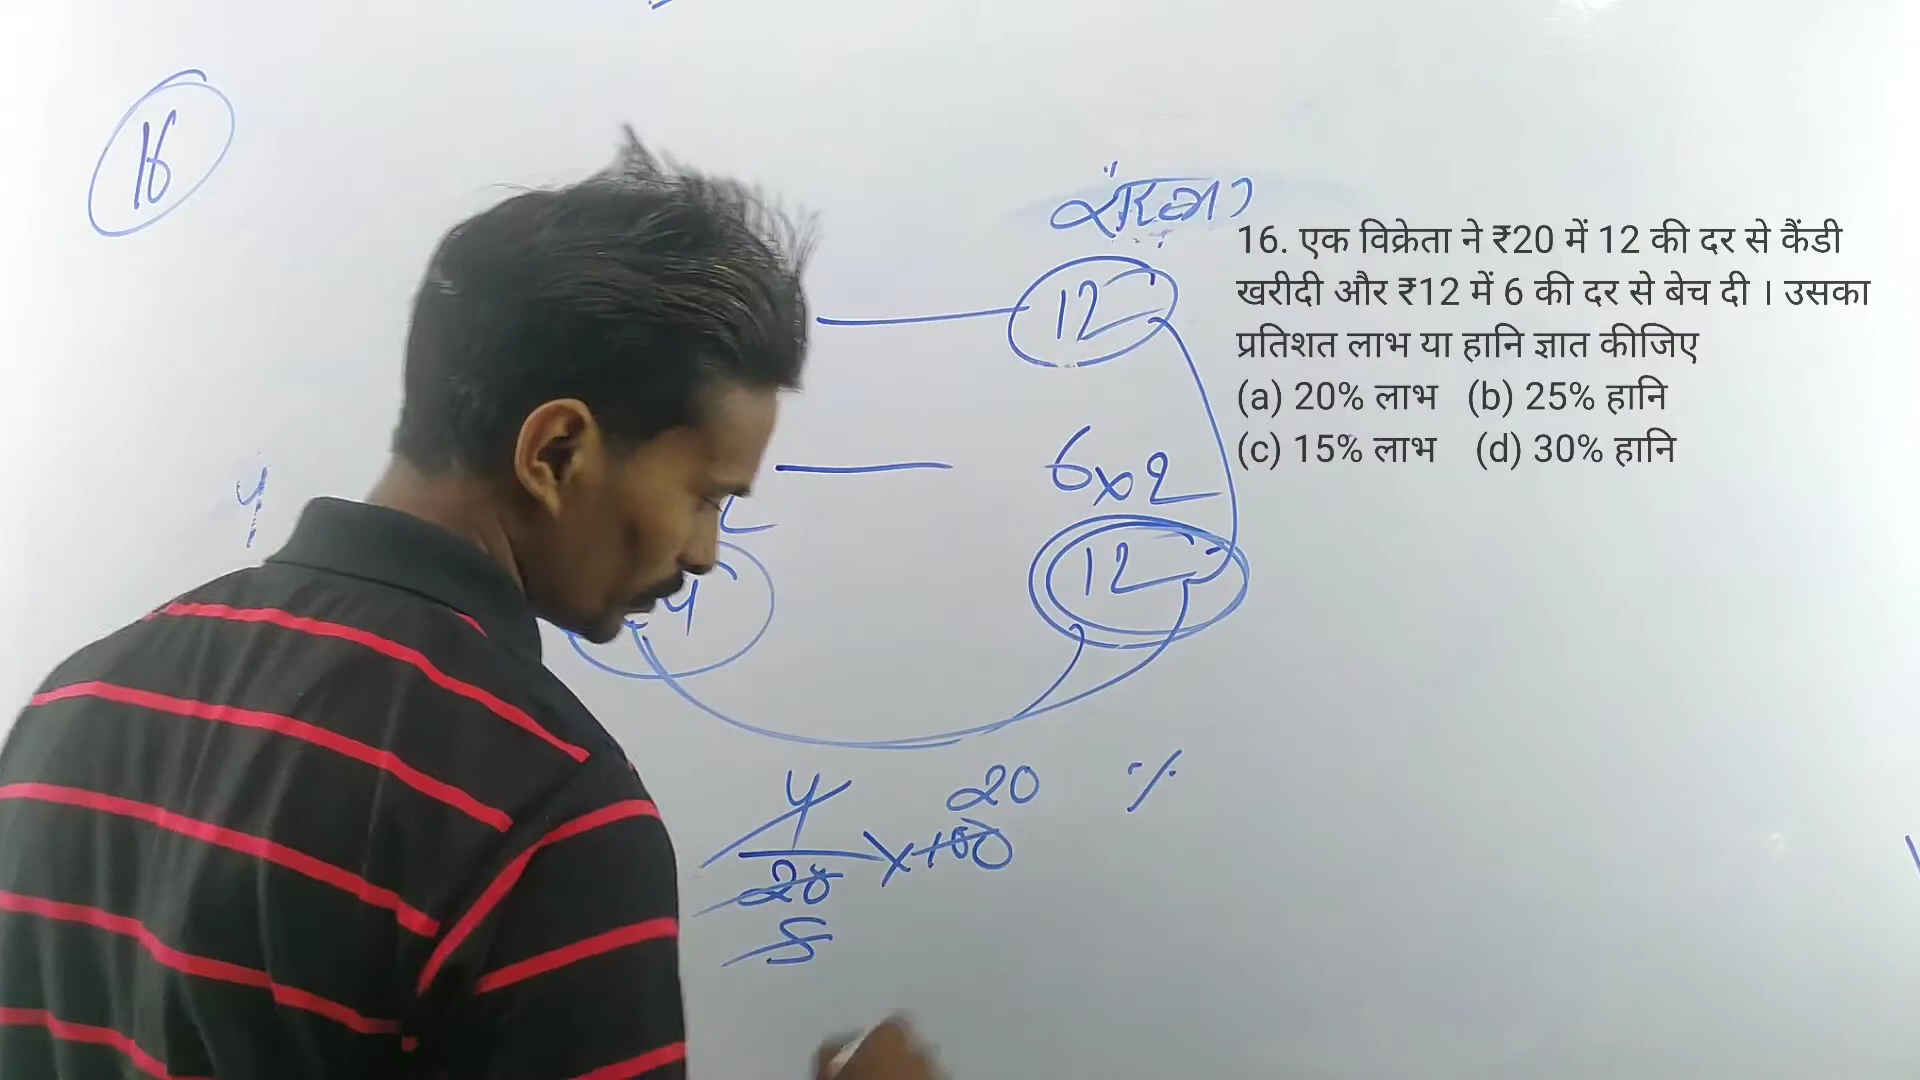 16
संख्या
12
6x2
12
4
4
4 20 %
20 x 100
5
16. एक विक्रेता ने ₹20 में 12 की दर से कैंडी
खरीदी और ₹12 में 6 की दर से बेच दी । उसका
प्रतिशत लाभ या हानि ज्ञात कीजिए
(a) 20% लाभ (b) 25% हानि
(c) 15% लाभ (d) 30% हानि